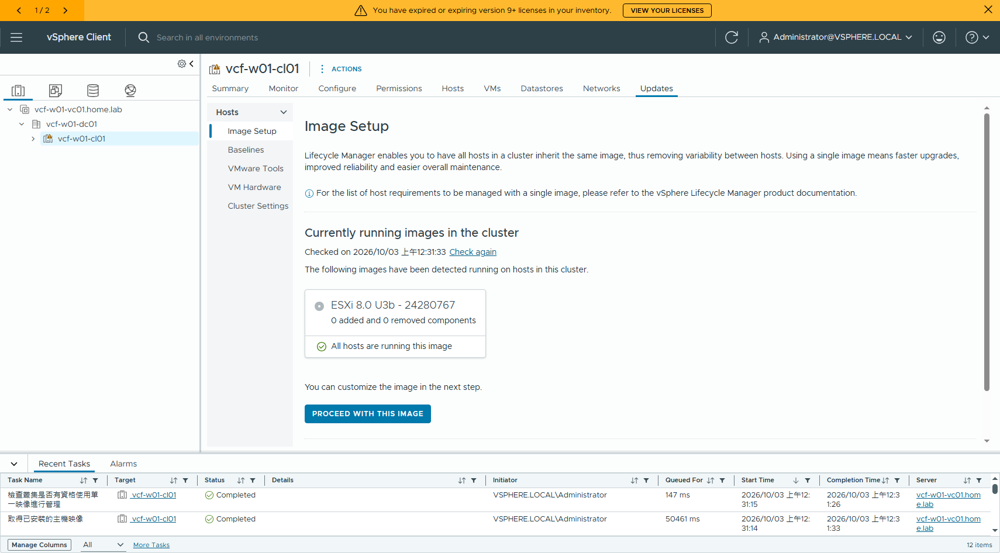 1 / 2
You have expired or expiring version 9+ licenses in your inventory.
VIEW YOUR LICENSES
vSphere Client
Search in all environments
Administrator@VSPHERE.LOCAL
vcf-w01-vc01.home.lab
vcf-w01-dc01
vcf-w01-cl01
vcf-w01-cl01
ACTIONS
Summary
Monitor
Configure
Permissions
Hosts
VMs
Datastores
Networks
Updates
Hosts
Image Setup
Baselines
VMware Tools
VM Hardware
Cluster Settings
Image Setup
Lifecycle Manager enables you to have all hosts in a cluster inherit the same image, thus removing variability between hosts. Using a single image means faster upgrades,
improved reliability and easier overall maintenance.
For the list of host requirements to be managed with a single image, please refer to the vSphere Lifecycle Manager product documentation.
Currently running images in the cluster
Checked on 2026/10/03 上午12:31:33 Check again
The following images have been detected running on hosts in this cluster.
ESXi 8.0 U3b - 24280767
0 added and 0 removed components
All hosts are running this image
You can customize the image in the next step.
PROCEED WITH THIS IMAGE
Recent Tasks
Alarms
Task Name
Target
Status
Details
Initiator
Queued For
Start Time
Completion Time
Server
檢查叢集是否有資格使用單
一映像進行管理
vcf-w01-cl01
Completed
VSPHERE.LOCAL\Administrator
147 ms
2026/10/03 上午12:
31:15
2026/10/03 上午12:3
1:26
vcf-w01-vc01.hom
e.lab
取得已安裝的主機映像
vcf-w01-cl01
Completed
VSPHERE.LOCAL\Administrator
50461 ms
2026/10/03 上午12:
31:14
2026/10/03 上午12:3
1:33
vcf-w01-vc01.hom
e.lab
Manage Columns
All
More Tasks
12 items